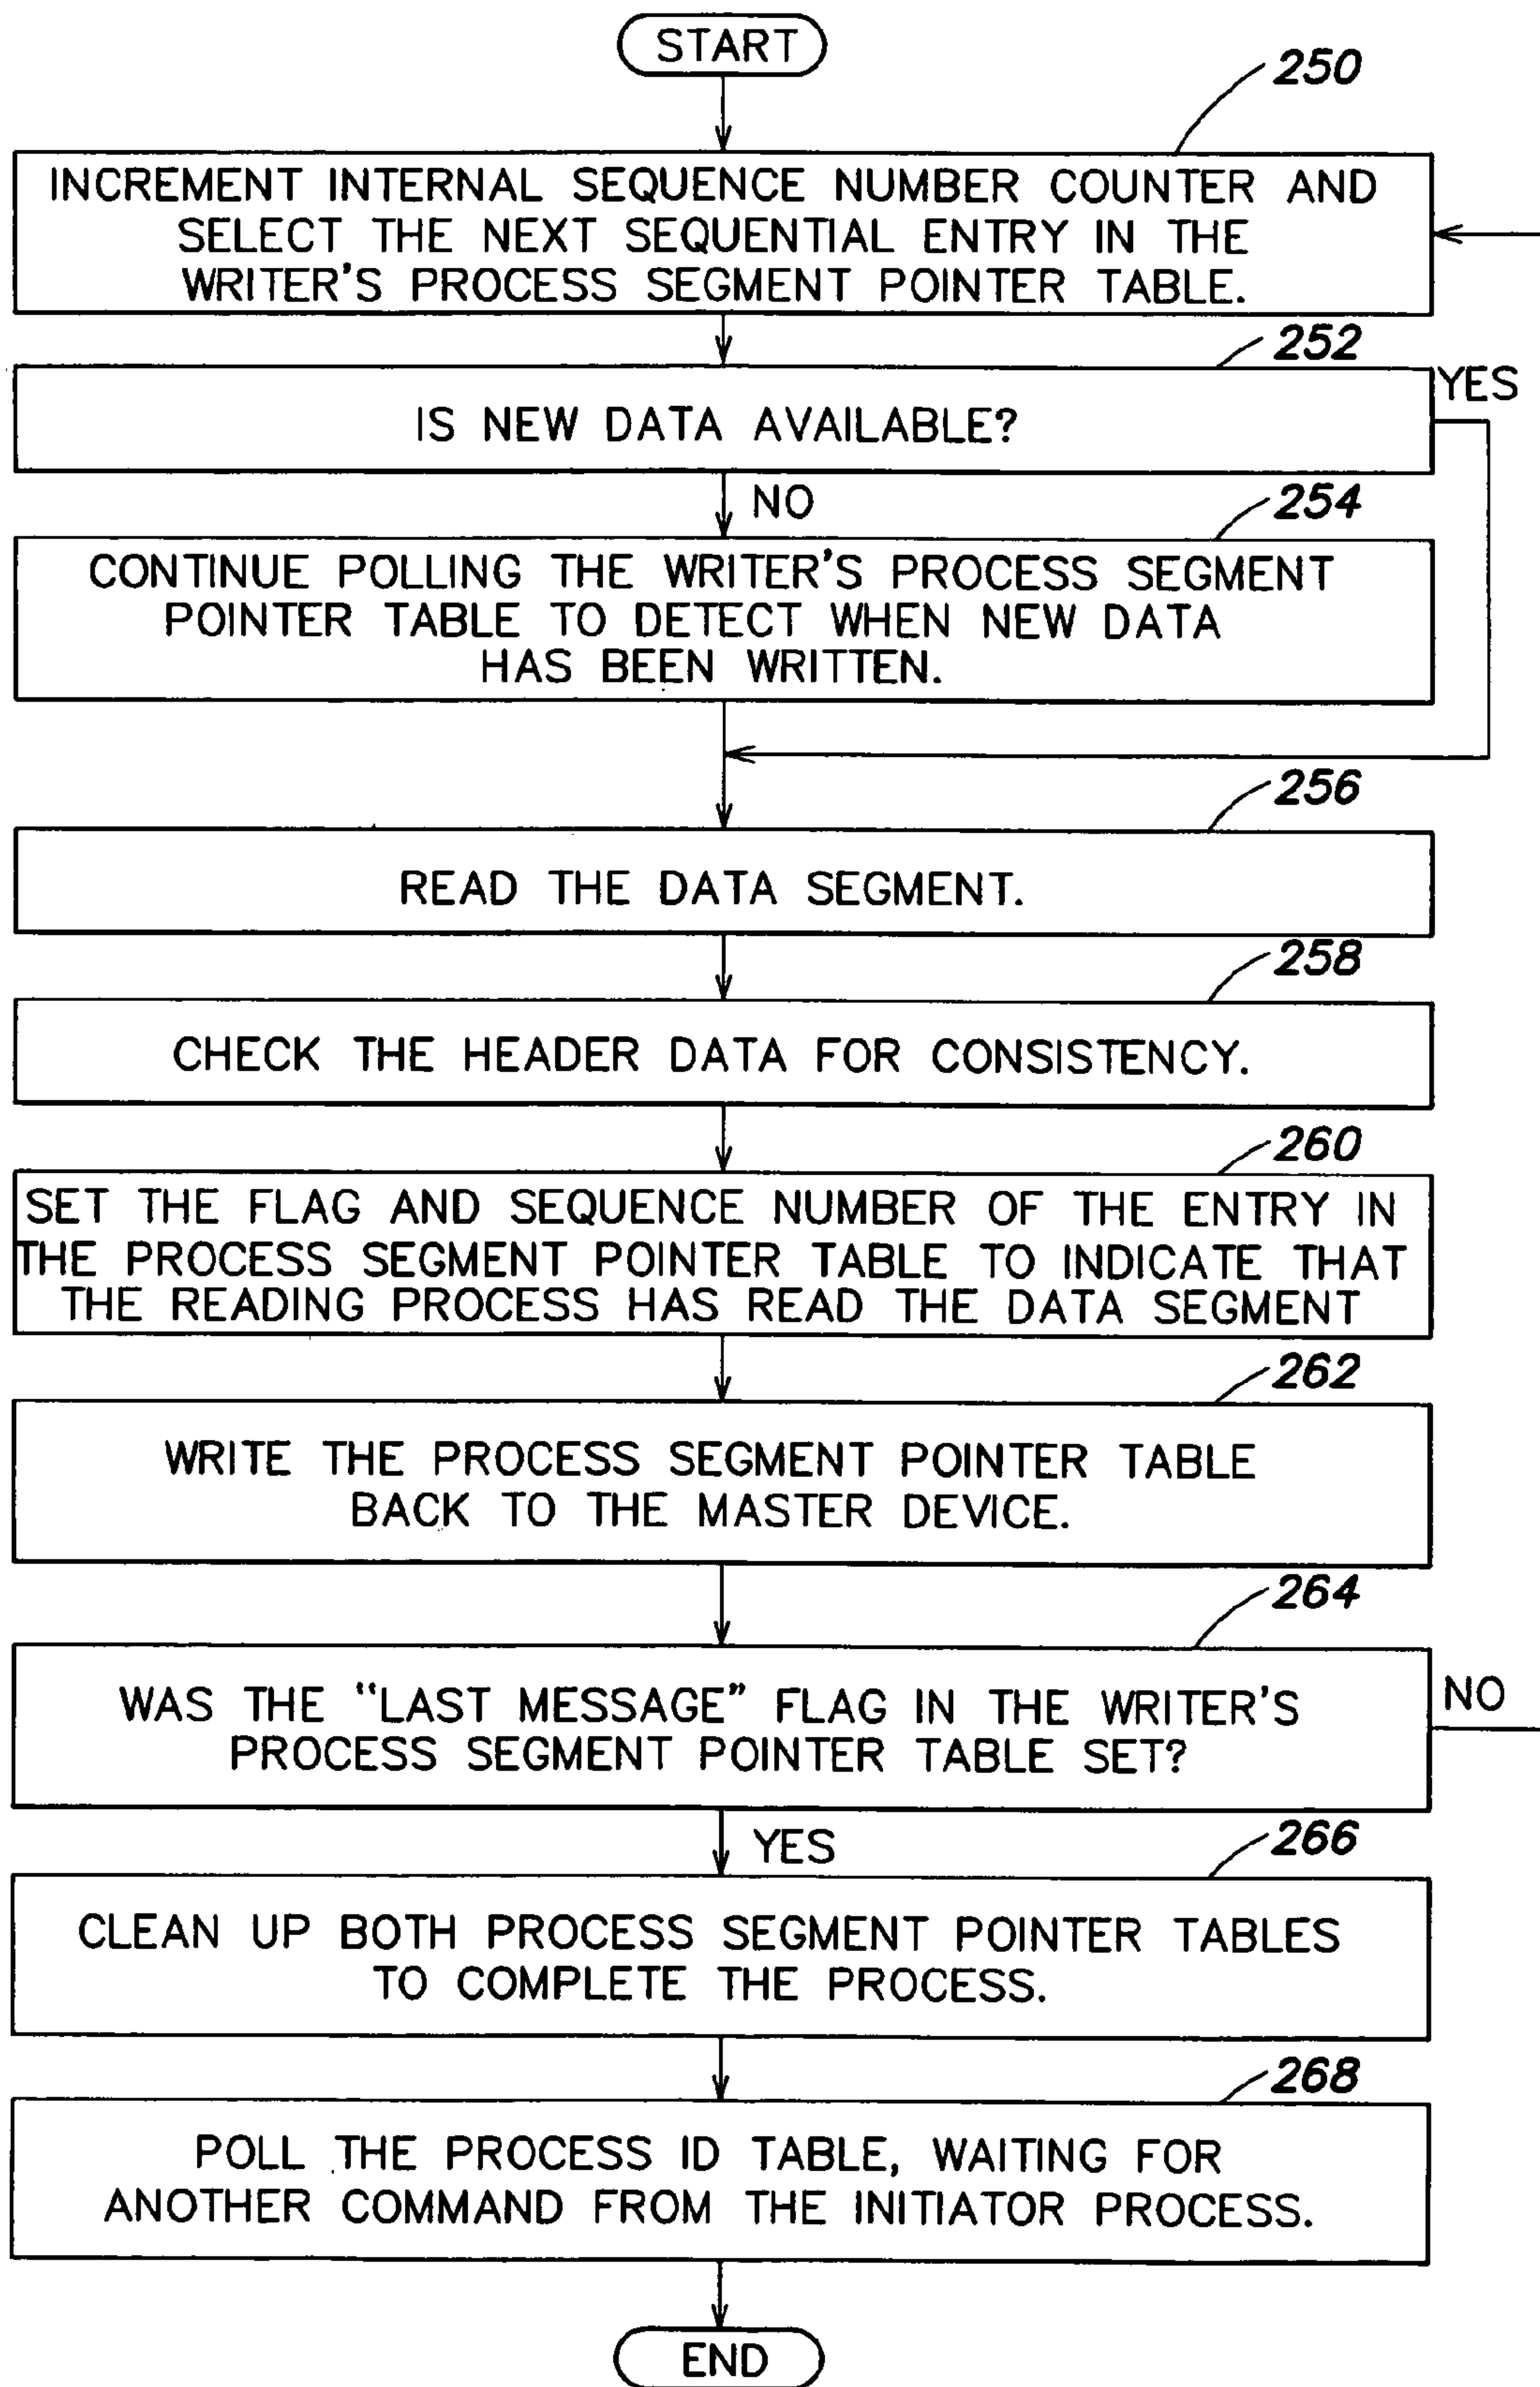 START
250
INCREMENT INTERNAL SEQUENCE NUMBER COUNTER AND
SELECT THE NEXT SEQUENTIAL ENTRY IN THE
WRITER'S PROCESS SEGMENT POINTER TABLE.
252
YES
IS NEW DATA AVAILABLE?
NO
254
CONTINUE POLLING THE WRITER'S PROCESS SEGMENT
POINTER TABLE TO DETECT WHEN NEW DATA
HAS BEEN WRITTEN.
256
READ THE DATA SEGMENT.
258
CHECK THE HEADER DATA FOR CONSISTENCY.
260
SET THE FLAG AND SEQUENCE NUMBER OF THE ENTRY IN
THE PROCESS SEGMENT POINTER TABLE TO INDICATE THAT
THE READING PROCESS HAS READ THE DATA SEGMENT
262
WRITE THE PROCESS SEGMENT POINTER TABLE
BACK TO THE MASTER DEVICE.
264
WAS THE "LAST MESSAGE" FLAG IN THE WRITER'S
PROCESS SEGMENT POINTER TABLE SET?
NO
YES
266
CLEAN UP BOTH PROCESS SEGMENT POINTER TABLES
TO COMPLETE THE PROCESS.
268
POLL THE PROCESS ID TABLE, WAITING FOR
ANOTHER COMMAND FROM THE INITIATOR PROCESS.
END